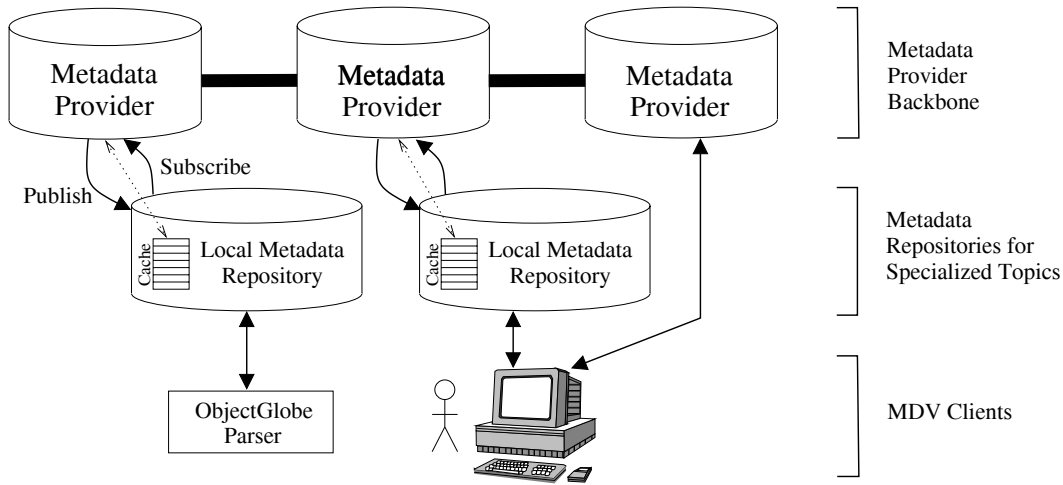 Metadata
Provider
Metadata
Provider
Metadata
Provider
Metadata
Provider
Backbone
Subscribe
Publish
Cache
Local Metadata
Repository
Cache
Local Metadata
Repository
Metadata
Repositories for
Specialized Topics
ObjectGlobe
Parser
MDV Clients